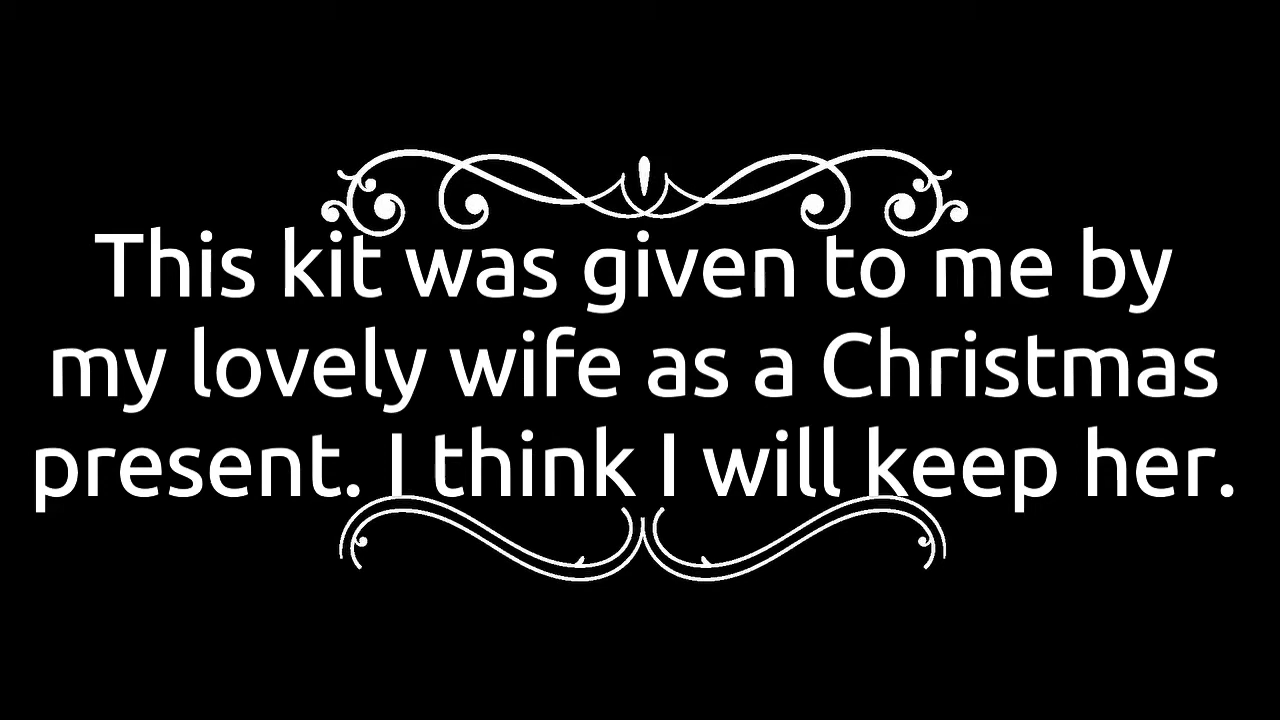 This kit was given to me by
my lovely wife as a Christmas
present. I think I will keep her.